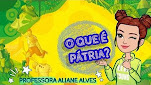 O QUE É
PÁTRIA?
PROFESSORA ALIANE ALVES